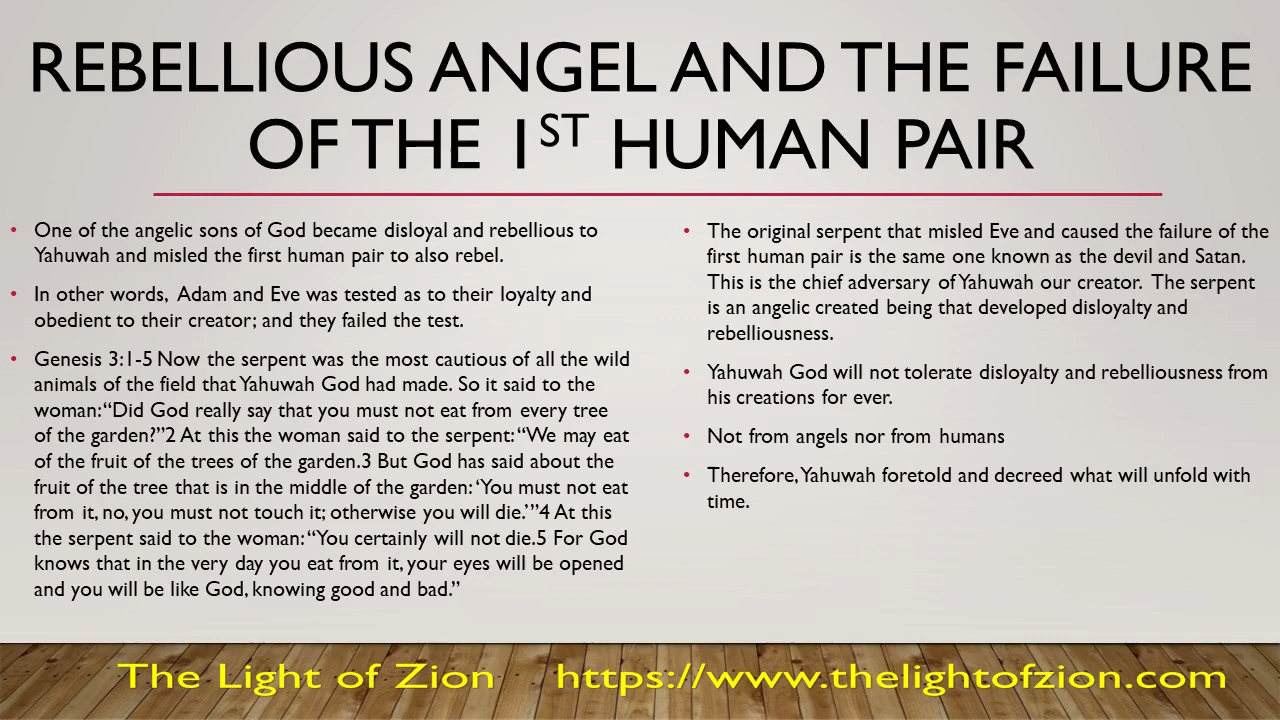 REBELLIOUS ANGEL AND THE FAILURE
OF THE 1ST HUMAN PAIR
• One of the angelic sons of God became disloyal and rebellious to
Yahuwah and misled the first human pair to also rebel.
• In other words, Adam and Eve was tested as to their loyalty and
obedient to their creator; and they failed the test.
• Genesis 3:1-5 Now the serpent was the most cautious of all the wild
animals of the field that Yahuwah God had made. So it said to the
woman: “Did God really say that you must not eat from every tree
of the garden?”2 At this the woman said to the serpent: “We may eat
of the fruit of the trees of the garden.3 But God has said about the
fruit of the tree that is in the middle of the garden: ‘You must not eat
from it, no, you must not touch it; otherwise you will die.’”4 At this
the serpent said to the woman: “You certainly will not die.5 For God
knows that in the very day you eat from it, your eyes will be opened
and you will be like God, knowing good and bad.”
• The original serpent that misled Eve and caused the failure of the
first human pair is the same one known as the devil and Satan.
This is the chief adversary of Yahuwah our creator. The serpent
is an angelic created being that developed disloyalty and
rebelliousness.
• Yahuwah God will not tolerate disloyalty and rebelliousness from
his creations for ever.
• Not from angels nor from humans
• Therefore, Yahuwah foretold and decreed what will unfold with
time.
The Light of Zion https://www.thelightofzion.com